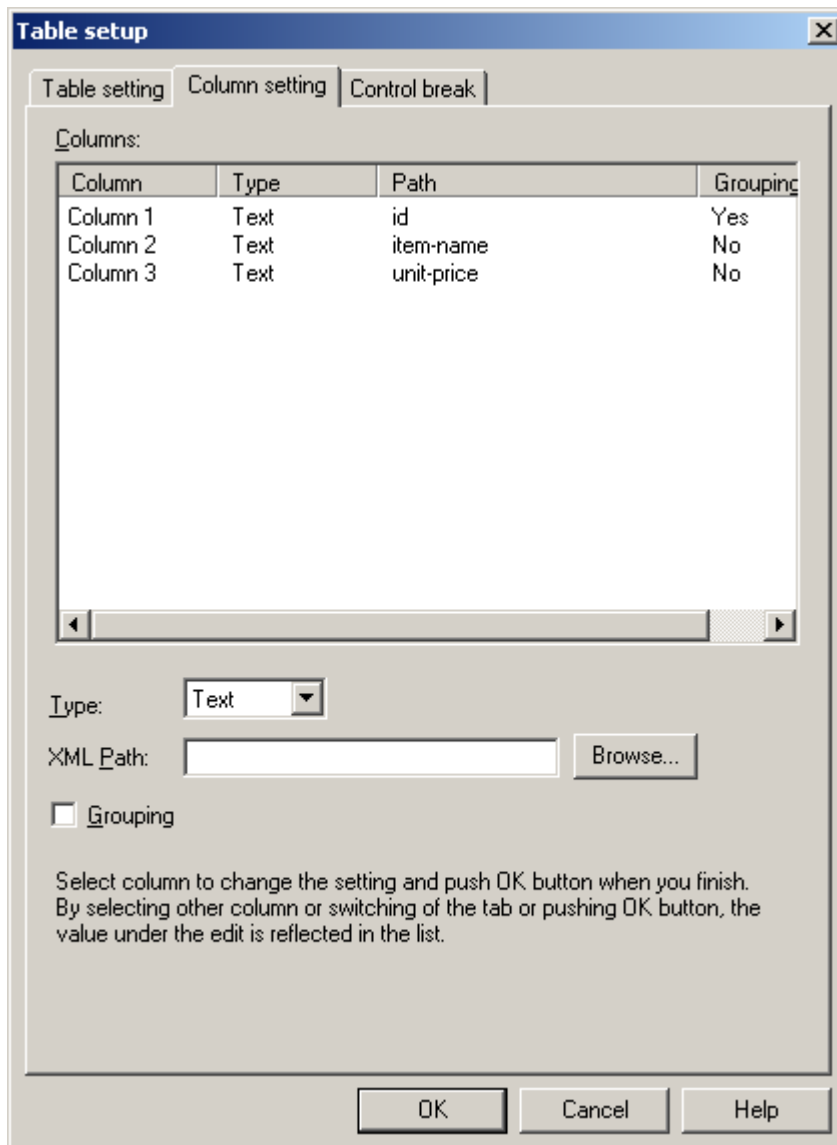 Table setup
Table setting Column setting Control break
Columns:
Column Type Path Grouping
Column 1 Text id Yes
Column 2 Text item-name No
Column 3 Text unit-price No
Type: Text
XML Path: Browse...
Grouping
Select column to change the setting and push OK button when you finish.
By selecting other column or switching of the tab or pushing OK button, the
value under the edit is reflected in the list.
OK Cancel Help